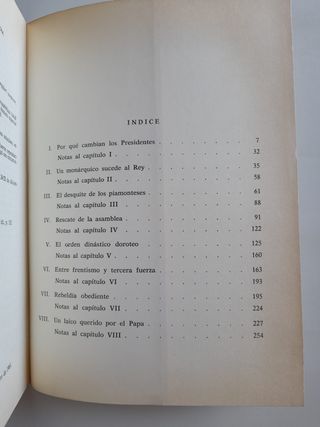 INDICE
I. Por qué cambian los Presidentes . . . . . . . 7
Notas al capítulo I . . . . . . . . . . 32
II. Un monárquico sucede al Rey . . . . . . . . 35
Notas al capítulo II . . . . . . . . . . 58
III. El desquite de los piamonteses . . . . . . . 61
Notas al capítulo III . . . . . . . . . . 88
IV. Rescate de la asamblea . . . . . . . . . 91
Notas al capítulo IV . . . . . . . . . . 122
V. El orden dinástico doroteo . . . . . . . . 125
Notas al capítulo V . . . . . . . . . . 160
VI. Entre frentismo y tercera fuerza . . . . . . . 163
Notas al capítulo VI . . . . . . . . . . 193
VII. Rebeldía obediente . . . . . . . . . . 195
Notas al capítulo VII . . . . . . . . . . 224
VIII. Un laico querido por el Papa . . . . . . . . 227
Notas al capítulo VIII . . . . . . . . . . 254